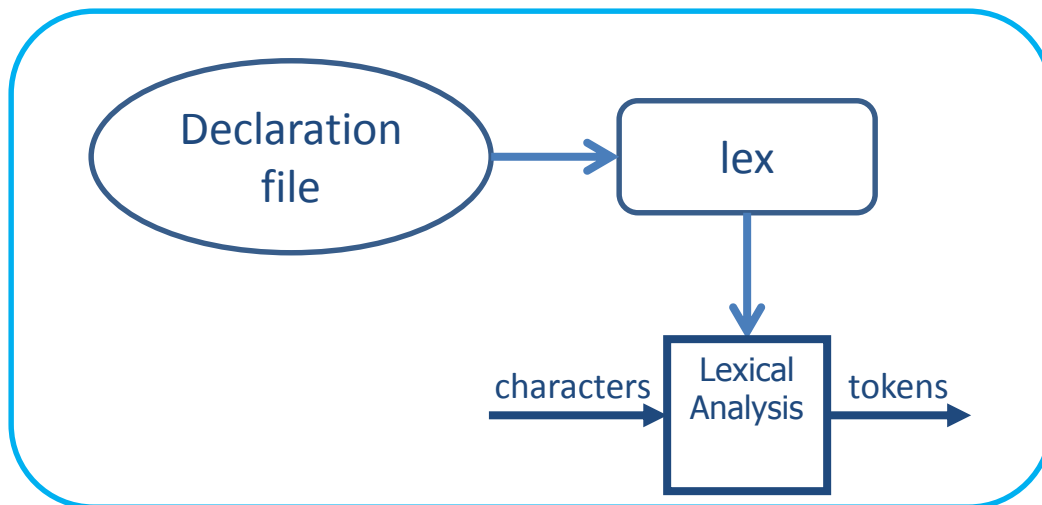 Declaration
file
lex
characters
Lexical
Analysis
tokens